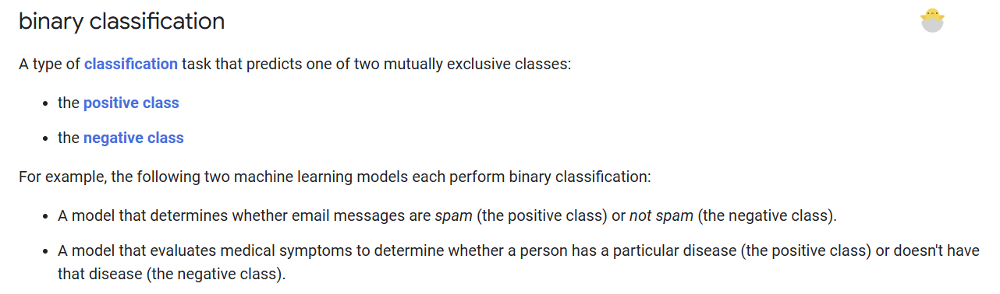 binary classification
A type of classification task that predicts one of two mutually exclusive classes:
• the positive class
• the negative class
For example, the following two machine learning models each perform binary classification:
• A model that determines whether email messages are spam (the positive class) or not spam (the negative class).
• A model that evaluates medical symptoms to determine whether a person has a particular disease (the positive class) or doesn't have
that disease (the negative class).